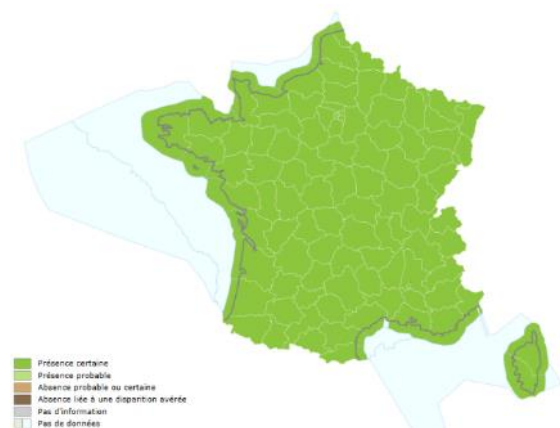 Présence certaine
Présence probable
Absence probable ou certaine
Absence liée à une disparition avérée
Pas d'information
Pas de données